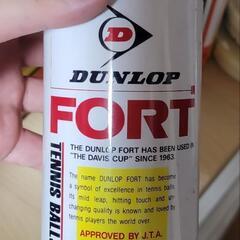 D
DUNLOP
FORT
TENNIS BALL
THE DUNLOP FORT HAS BEEN USED IN
"THE DAVIS CUP" SINCE 1963.
The name DUNLOP FORT has become
a symbol of excellence in tennis balls
its mild leap, hitting touch and un-
changing quality is known and loved by
tennis players the world over.
APPROVED BY J.T.A.